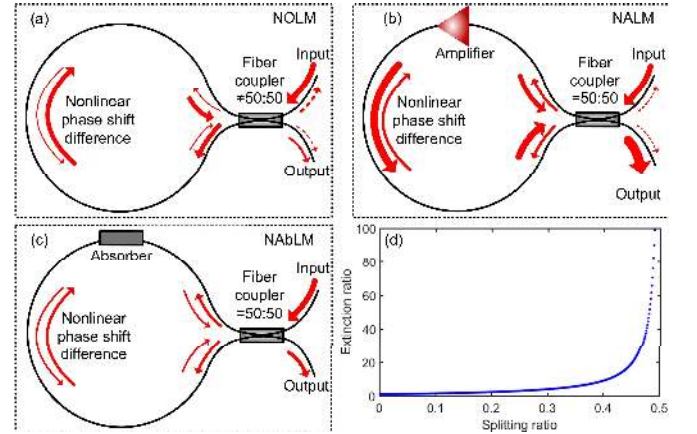 (a)
NOLM
Fiber
coupler
≠50:50
Input
Nonlinear
phase shift
difference
Output
(b)
NALM
Amplifier
Fiber
coupler
=50:50
Input
Nonlinear
phase shift
difference
Output
(c)
NAbLM
Absorber
Fiber
coupler
=50:50
Input
Nonlinear
phase shift
difference
Output
(d)
Extinction ratio
100
80
60
40
20
0
0 0.1 0.2 0.3 0.4 0.5
Splitting ratio